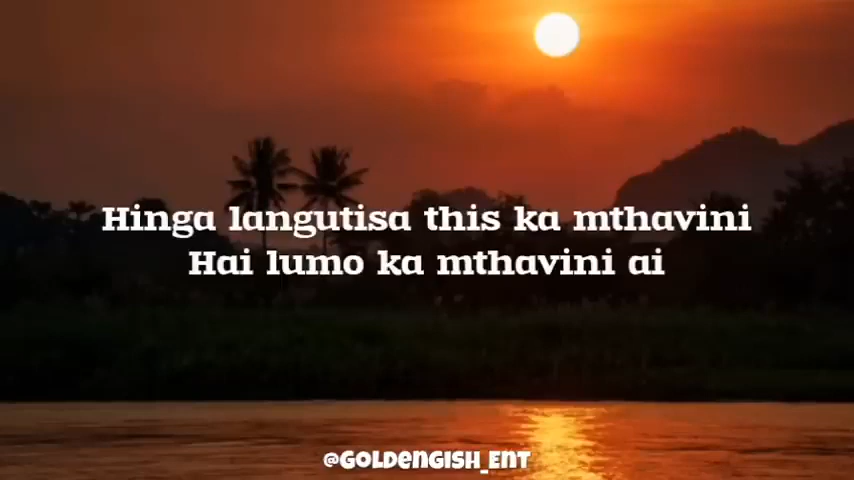 Hinga langutisa this ka mthavini
Hai lumo ka mthavini ai
@GOLDENGISH_ENT